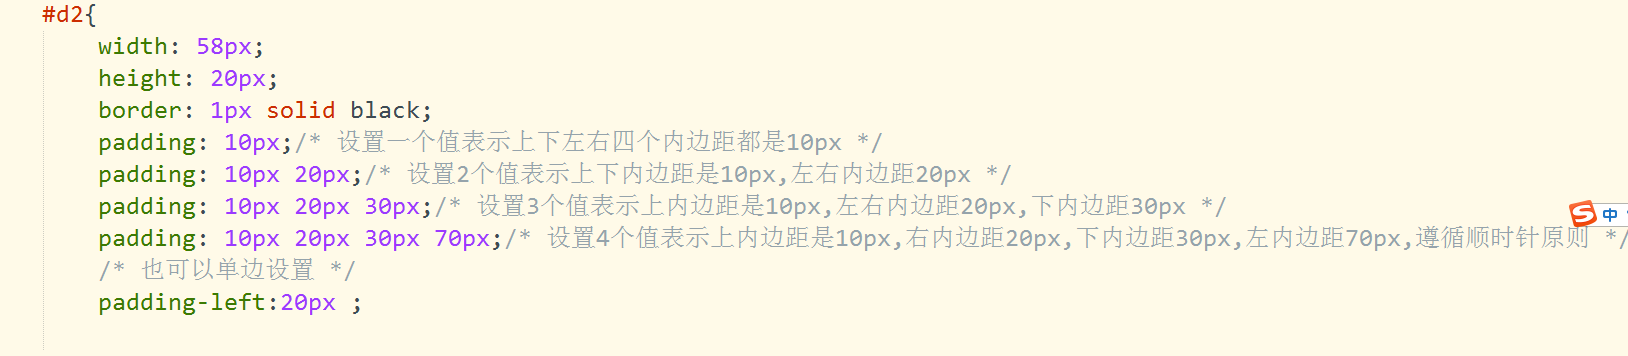 #d2{
width: 58px;
height: 20px;
border: 1px solid black;
padding: 10px;/* 设置一个值表示上下左右四个内边距都是10px */
padding: 10px 20px;/* 设置2个值表示上下内边距是10px,左右内边距20px */
padding: 10px 20px 30px;/* 设置3个值表示上内边距是10px,左右内边距20px,下内边距30px */
padding: 10px 20px 30px 70px;/* 设置4个值表示上内边距是10px,右内边距20px,下内边距30px,左内边距70px,遵循顺时针原则 */
/* 也可以单边设置 */
padding-left:20px ;
S 中